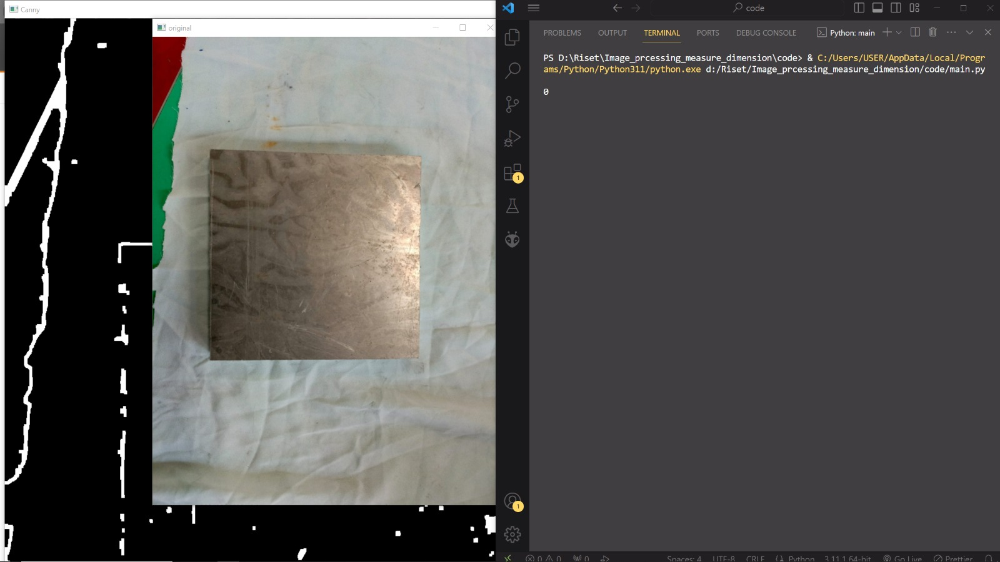 Canny
original
code
PROBLEMS OUTPUT TERMINAL PORTS DEBUG CONSOLE Python: main
PS D:\Riset\Image_prcessing_measure_dimension\code> & C:/Users/USER/AppData/Local/Progr
ams/Python/Python311/python.exe d:/Riset/Image_prcessing_measure_dimension/code/main.py
0
1
1
0 0 0 Spaces: 4 UTF-8 CRLF Python 3.11.1 64-bit Go Live Prettier